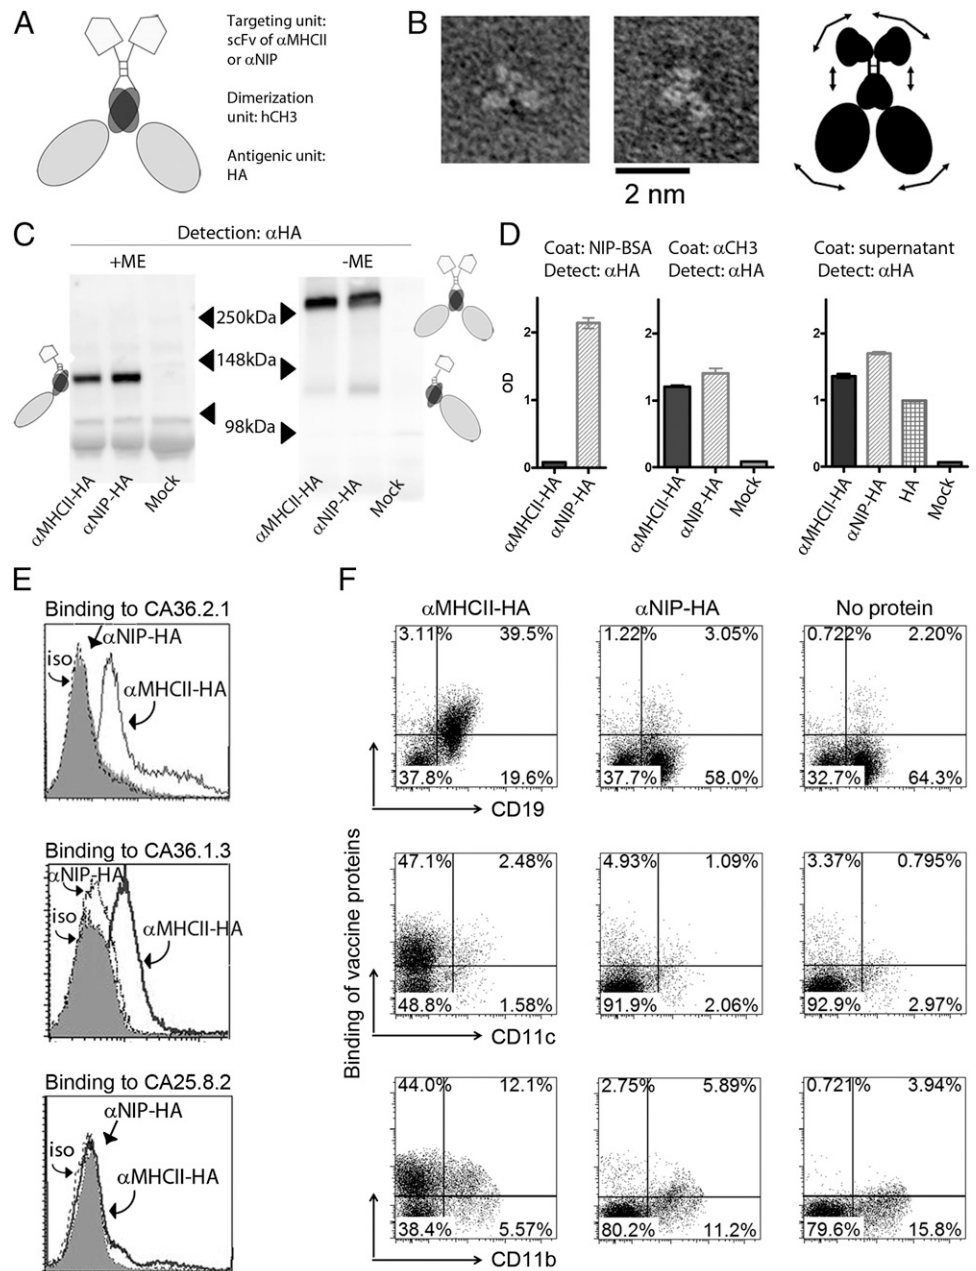 A
Targeting unit:
scFv of αMHCII
or αNIP
Dimerization
unit: hCH3
Antigenic unit:
HA
B
2 nm
C
Detection: αHA
+ME
-ME
250kDa
148kDa
98kDa
αMHCII-HA
αNIP-HA
Mock
αMHCII-HA
αNIP-HA
Mock
D
Coat: NIP-BSA
Detect: αHA
Coat: αCH3
Detect: αHA
Coat: supernatant
Detect: αHA
OD
2
1
0
αMHCII-HA
αNIP-HA
2
1
0
αMHCII-HA
αNIP-HA
Mock
2
1
0
αMHCII-HA
αNIP-HA
HA
Mock
E
Binding to CA36.2.1
αNIP-HA
iso
αMHCII-HA
Binding to CA36.1.3
αNIP-HA
iso
αMHCII-HA
Binding to CA25.8.2
αNIP-HA
iso
αMHCII-HA
F
αMHCII-HA
αNIP-HA
No protein
Binding of vaccine proteins
3.11% 39.5%
37.8% 19.6%
1.22% 3.05%
37.7% 58.0%
0.722% 2.20%
32.7% 64.3%
CD19
47.1% 2.48%
48.8% 1.58%
4.93% 1.09%
91.9% 2.06%
3.37% 0.795%
92.9% 2.97%
CD11c
44.0% 12.1%
38.4% 5.57%
2.75% 5.89%
80.2% 11.2%
0.721% 3.94%
79.6% 15.8%
CD11b